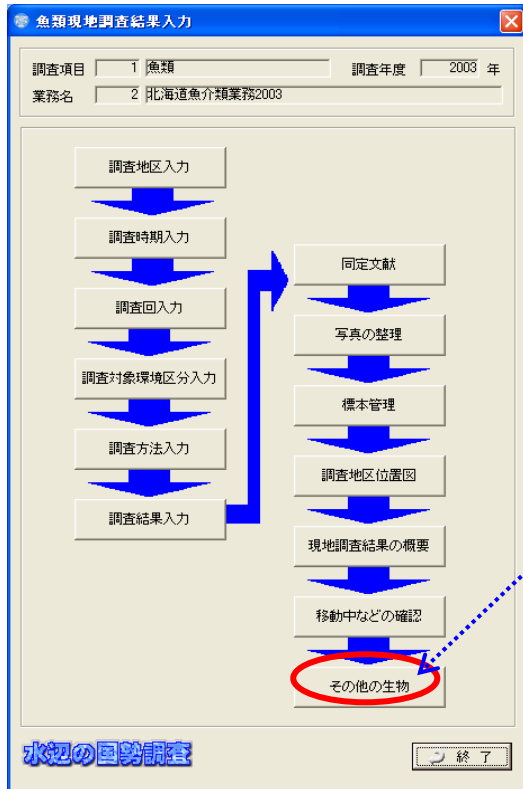 魚類現地調査結果入力
調査項目 1 魚類 調査年度 2003 年
業務名 2 北海道魚介類業務2003
調査地区入力
調査時期入力
調査回入力
調査対象環境区分入力
調査方法入力
調査結果入力
同定文献
写真の整理
標本管理
調査地区位置図
現地調査結果の概要
移動中などの確認
その他の生物
水辺の国勢調査
終 了